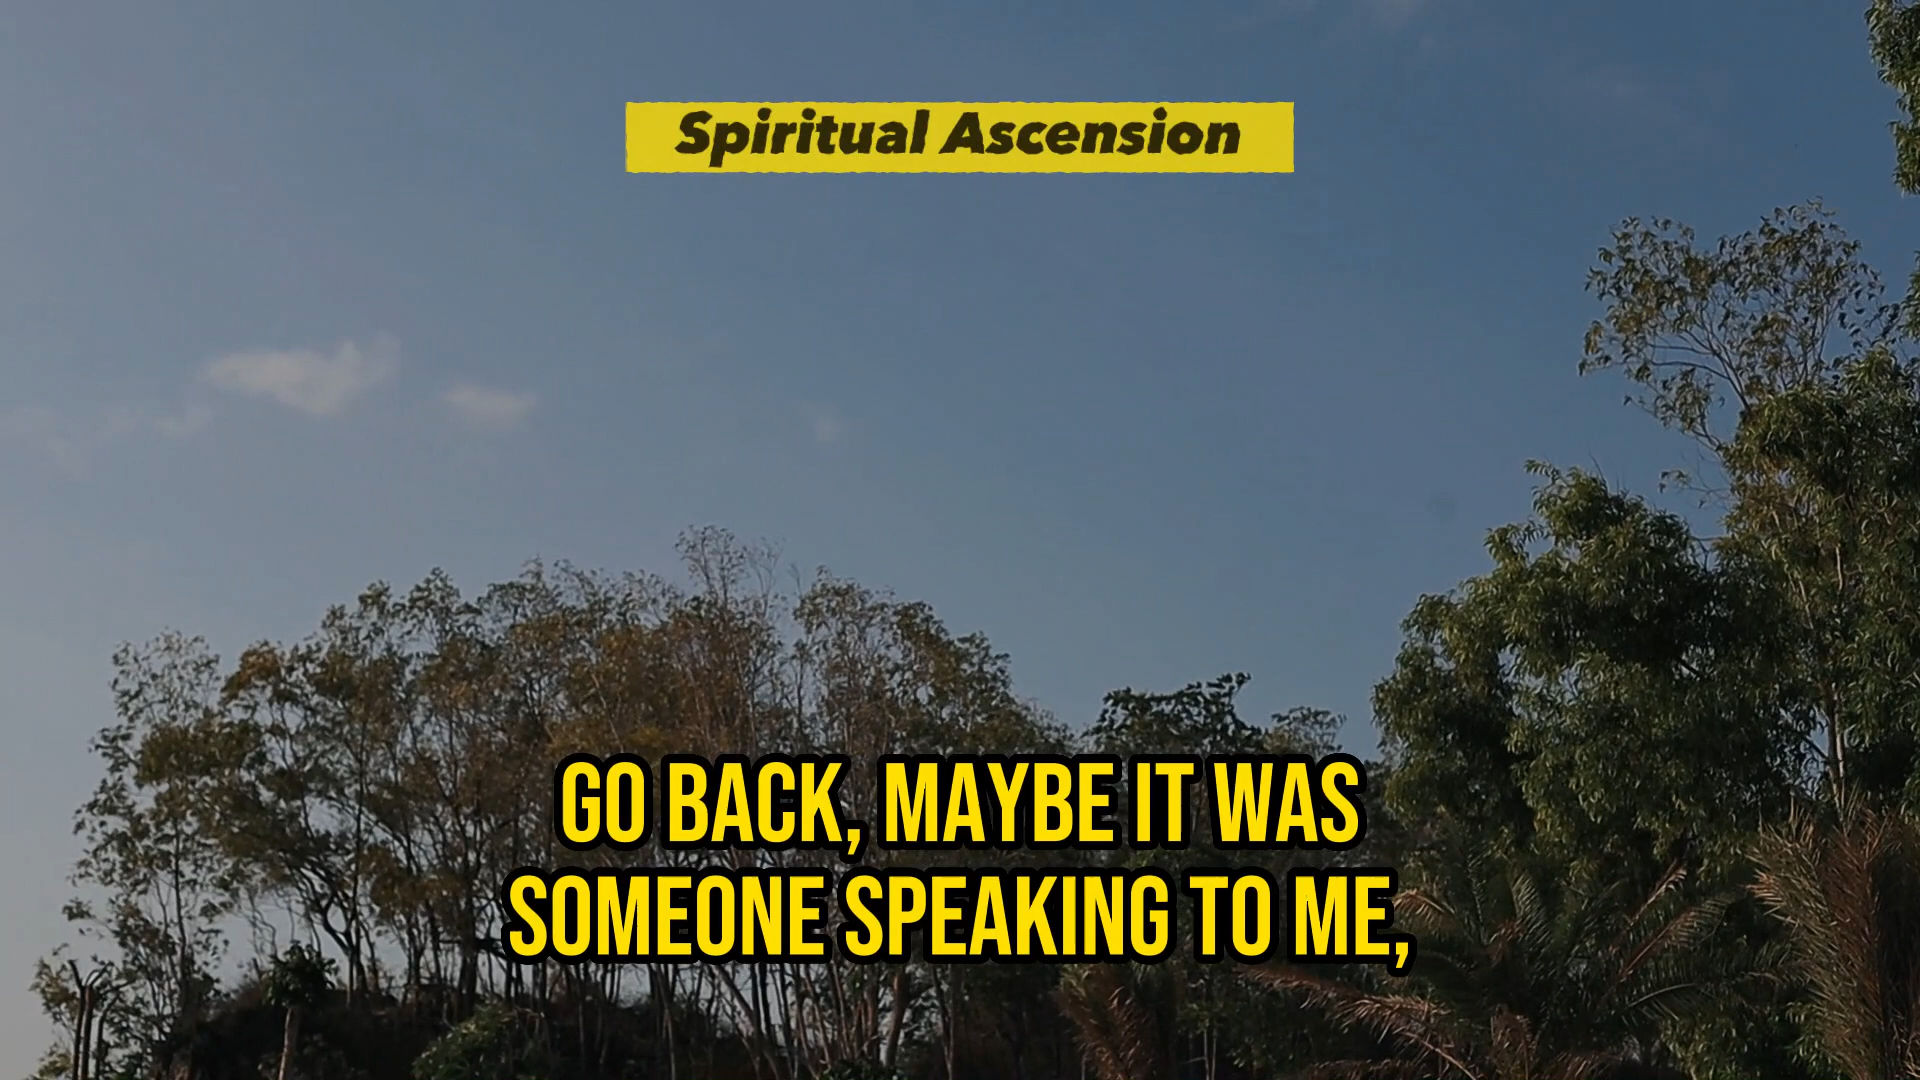 Spiritual Ascension
GO BACK, MAYBE IT WAS
SOMEONE SPEAKING TO ME,